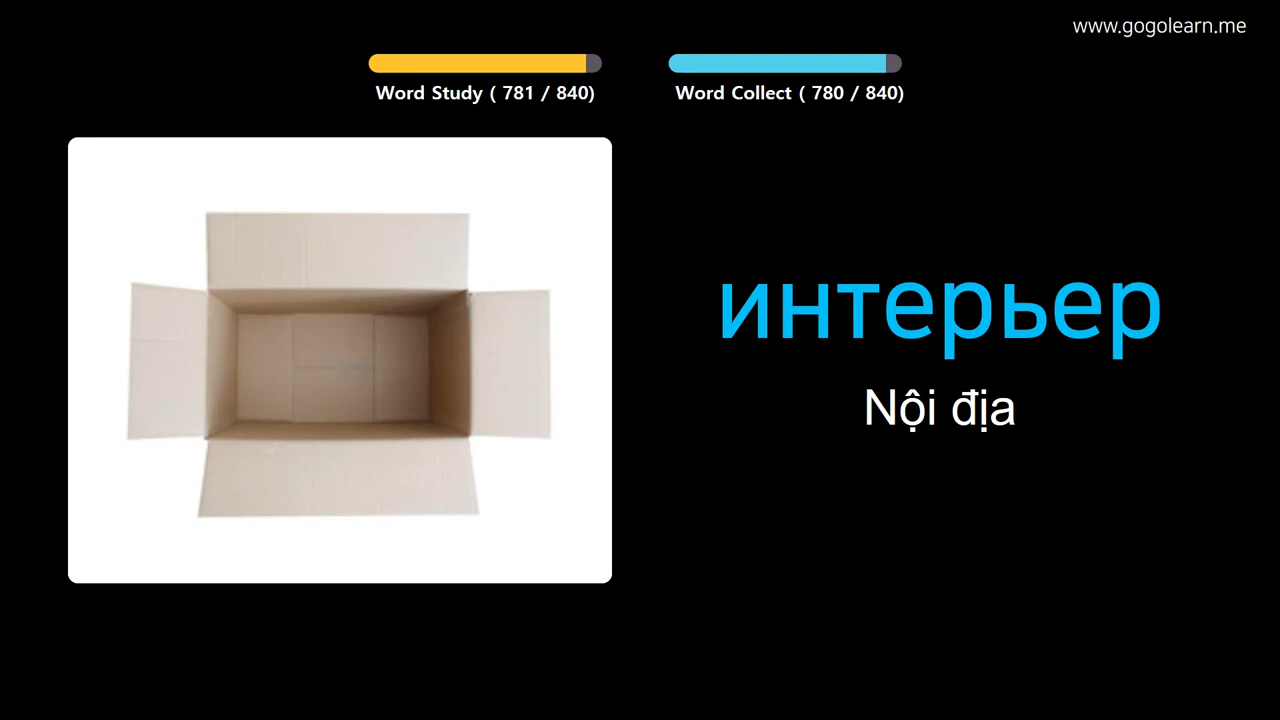 www.gogolearn.me
Word Study ( 781 / 840)
Word Collect ( 780 / 840)
интерьер
Nội địa